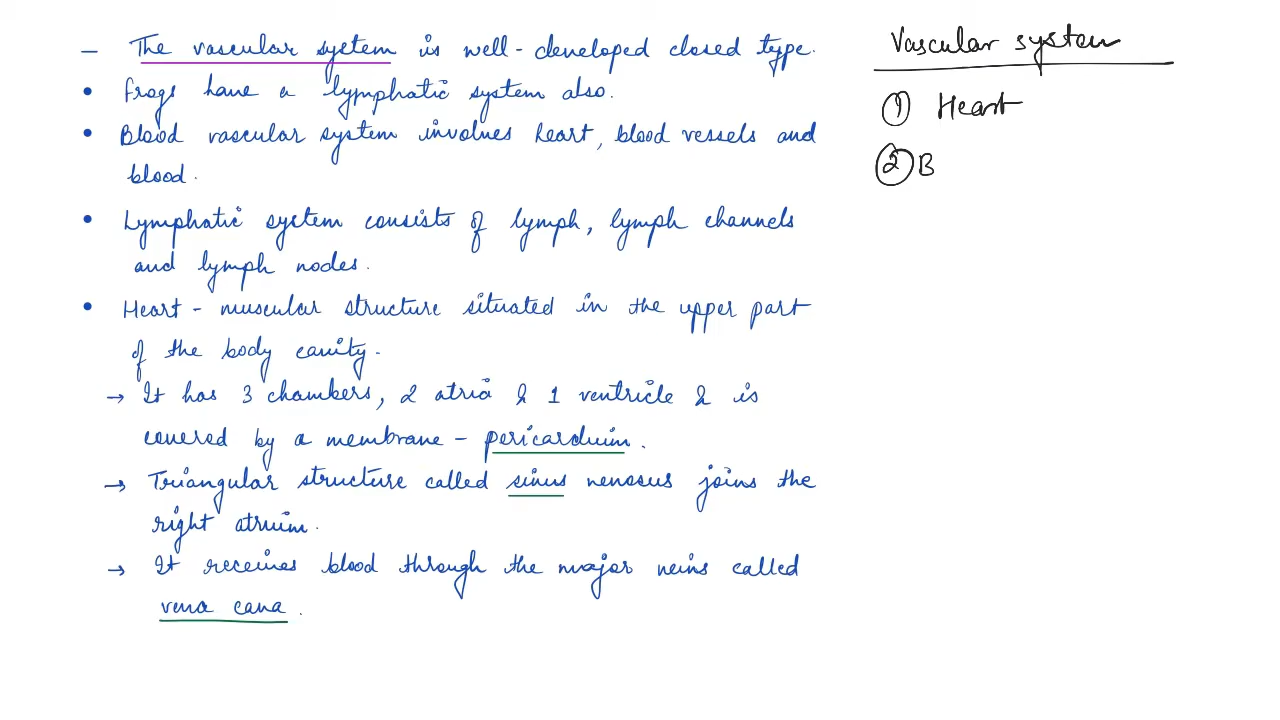 – The vascular system is well-developed closed type.
• Frogs have a lymphatic system also.
• Blood vascular system involves heart, blood vessels and
blood.
• Lymphatic system consists of lymph, lymph channels
and lymph nodes.
• Heart - muscular structure situated in the upper part
of the body cavity.
→ It has 3 chambers, 2 atria & 1 ventricle & is
covered by a membrane - pericardium.
→ Triangular structure called sinus venosus joins the
right atrium.
→ It receives blood through the major veins called
vena cava.
Vascular system
① Heart
② B